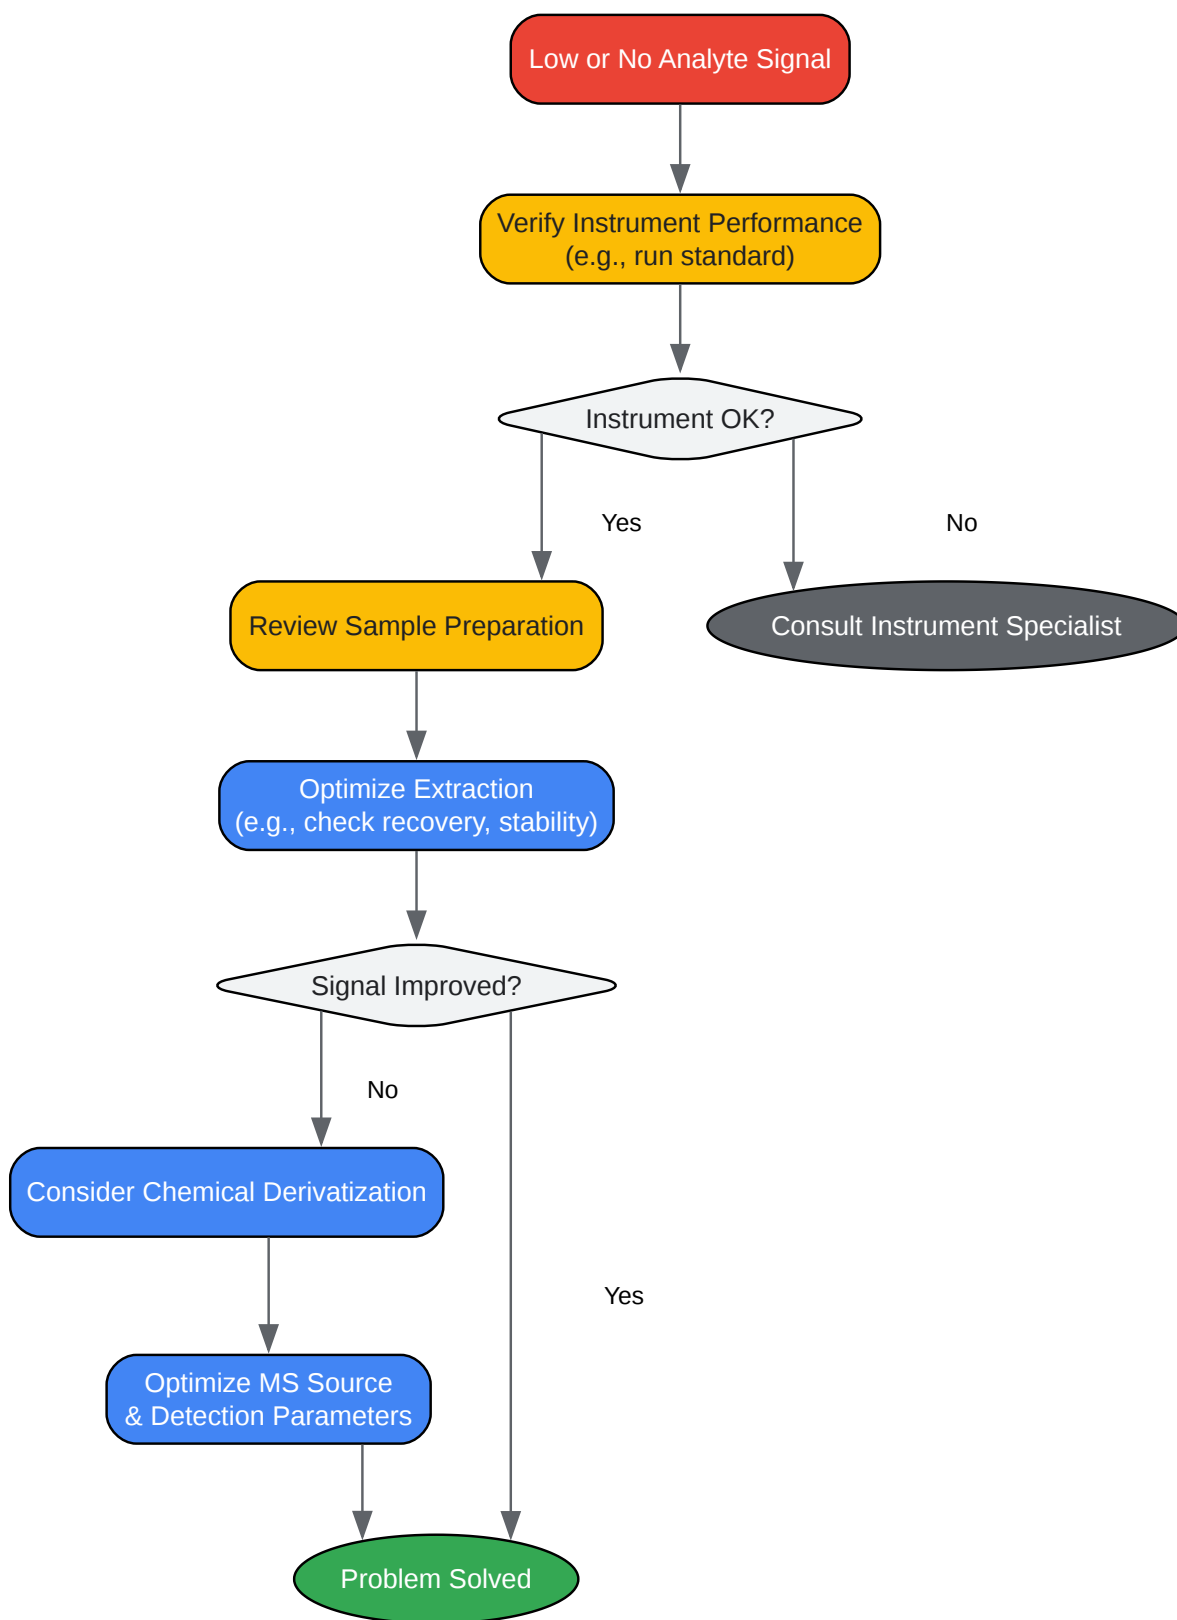 Low or No Analyte Signal
Verify Instrument Performance
(e.g., run standard)
Instrument OK?
Yes
No
Review Sample Preparation
Consult Instrument Specialist
Optimize Extraction
(e.g., check recovery, stability)
Signal Improved?
No
Consider Chemical Derivatization
Yes
Optimize MS Source
& Detection Parameters
Problem Solved